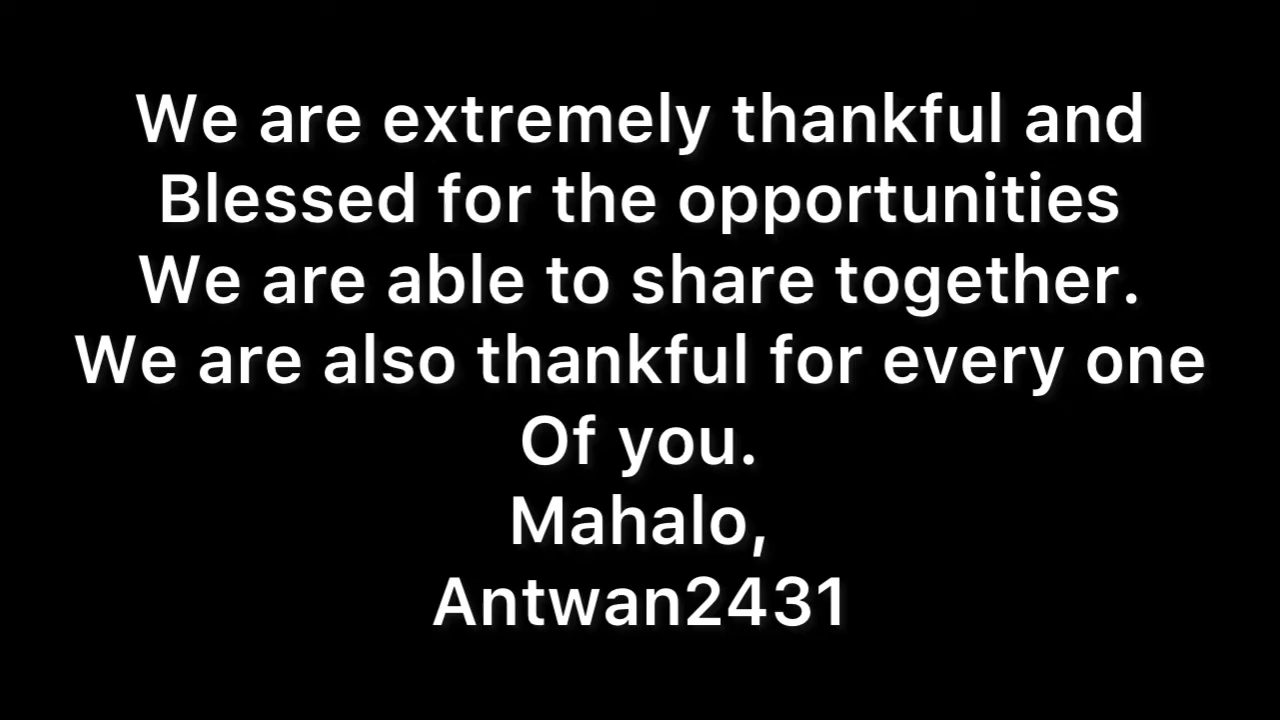 We are extremely thankful and
Blessed for the opportunities
We are able to share together.
We are also thankful for every one
Of you.
Mahalo,
Antwan2431